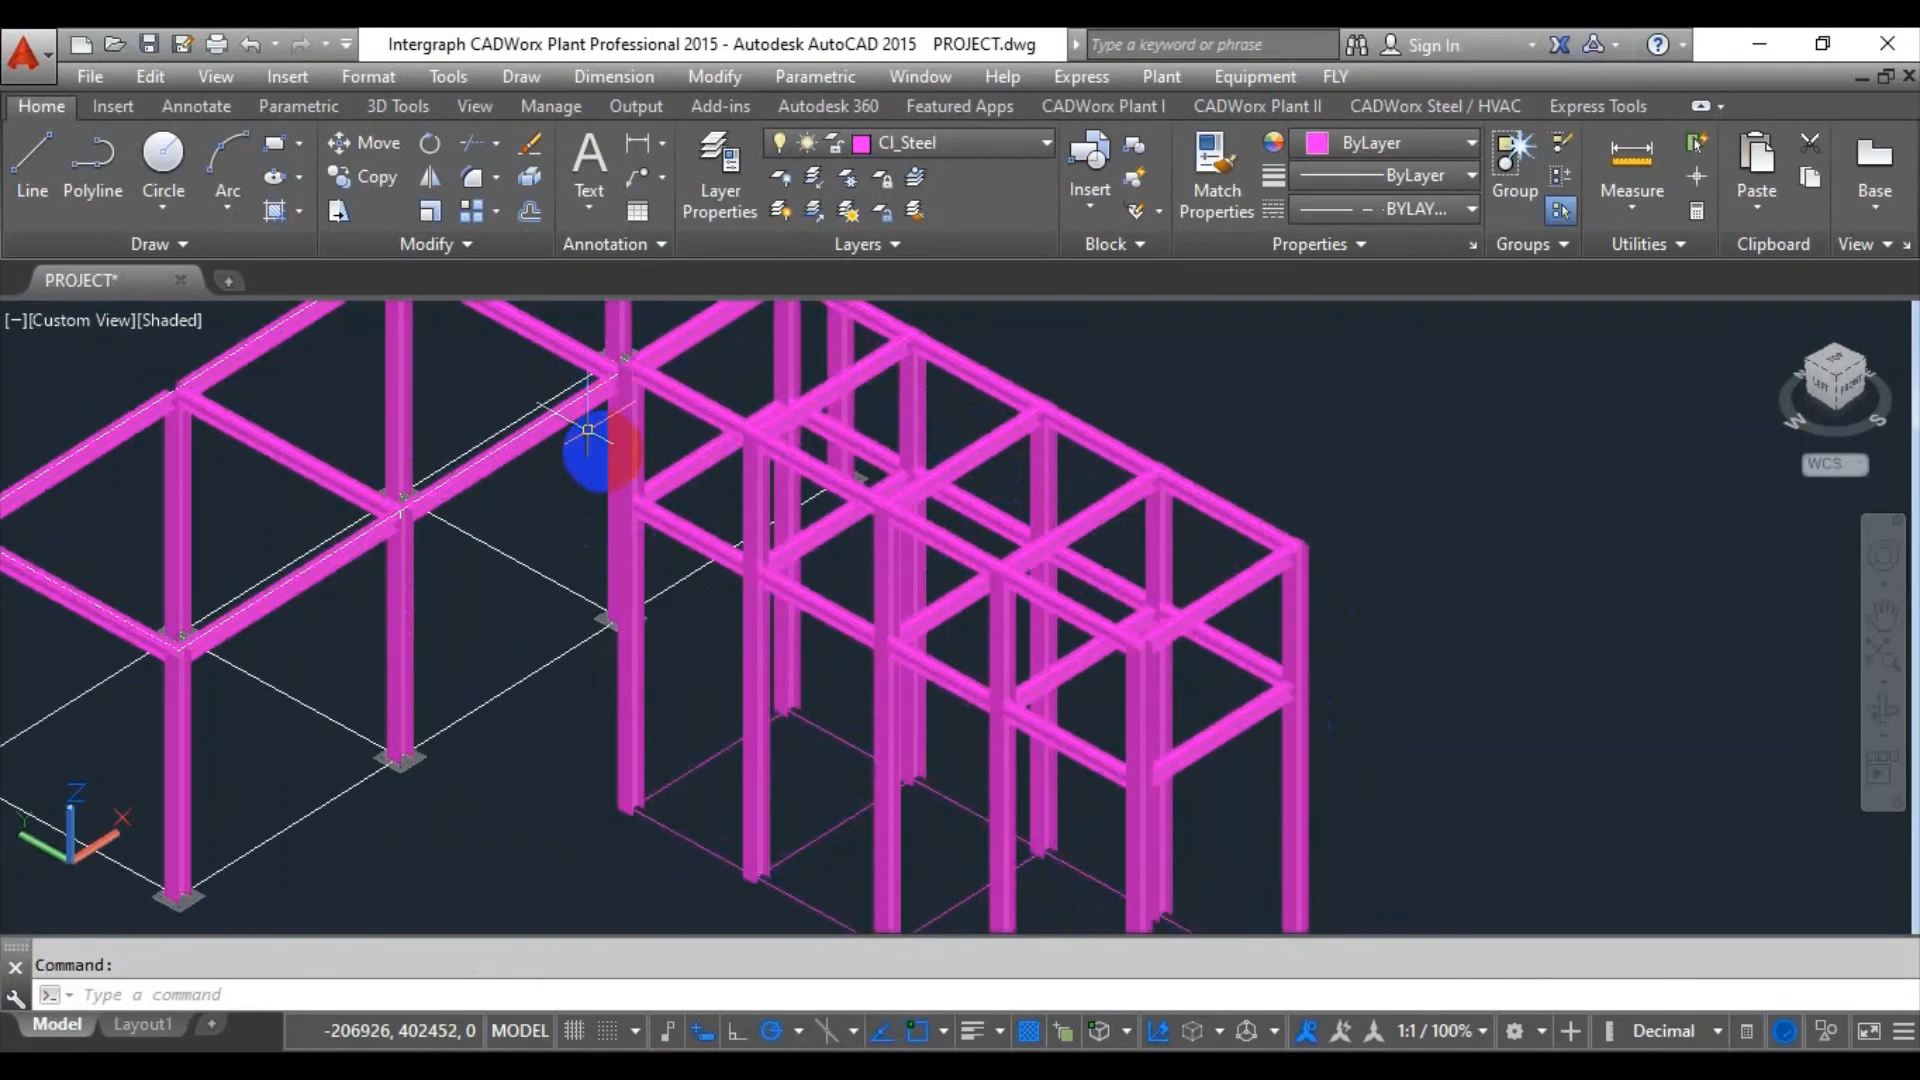 Intergraph CADWorx Plant Professional 2015 - Autodesk AutoCAD 2015 PROJECT.dwg
Type a keyword or phrase
Sign In
File Edit View Insert Format Tools Draw Dimension Modify Parametric Window Help Express Plant Equipment FLY
Home Insert Annotate Parametric 3D Tools View Manage Output Add-ins Autodesk 360 Featured Apps CADWorx Plant I CADWorx Plant II CADWorx Steel / HVAC Express Tools
Line Polyline Circle Arc
Move
Copy
Text
Layer Properties
CI_Steel
Insert
Match Properties
ByLayer
ByLayer
BYLAY...
Group
Measure
Paste
Base
Draw Modify Annotation Layers Block Properties Groups Utilities Clipboard View
PROJECT*
[−][Custom View][Shaded]
TOP
LEFT FRONT
W S
WCS
Z
X
Y
Command:
Type a command
Model Layout1
-206926, 402452, 0 MODEL 1:1 / 100% Decimal